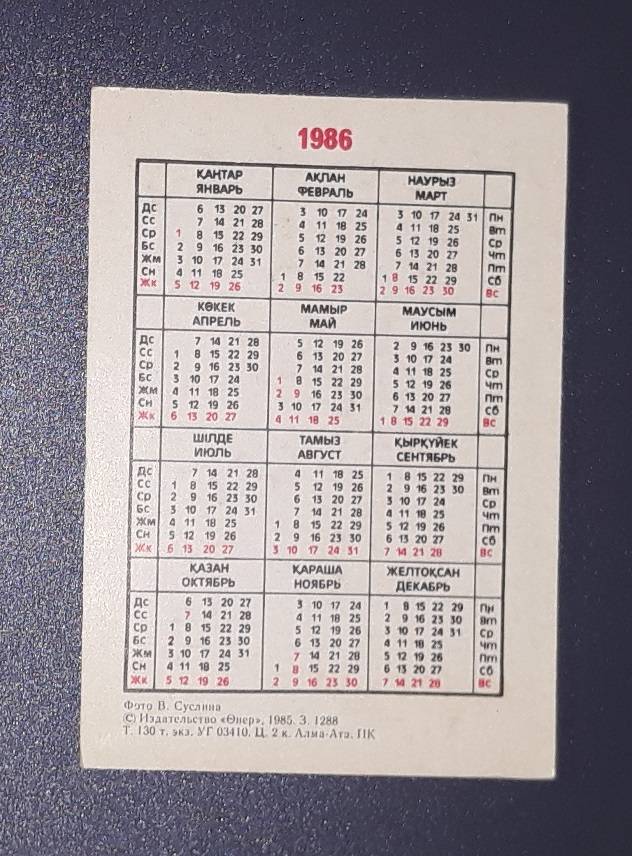 1986
ҚАҢТАР АҚПАН НАУРЫЗ
ЯНВАРЬ ФЕВРАЛЬ МАРТ
Дс 6 13 20 27 3 10 17 24 3 10 17 24 31 Пн
Сс 7 14 21 28 4 11 18 25 4 11 18 25 Вт
Ср 1 8 15 22 29 5 12 19 26 5 12 19 26 Ср
Бс 2 9 16 23 30 6 13 20 27 6 13 20 27 Чт
Жм 3 10 17 24 31 7 14 21 28 7 14 21 28 Пт
Сн 4 11 18 25 1 8 15 22 1 8 15 22 29 Сб
Жк 5 12 19 26 2 9 16 23 2 9 16 23 30 Вс
КӨКЕК МАМЫР МАУСЫМ
АПРЕЛЬ МАЙ ИЮНЬ
Дс 7 14 21 28 5 12 19 26 2 9 16 23 30 Пн
Сс 1 8 15 22 29 6 13 20 27 3 10 17 24 Вт
Ср 2 9 16 23 30 7 14 21 28 4 11 18 25 Ср
Бс 3 10 17 24 1 8 15 22 29 5 12 19 26 Чт
Жм 4 11 18 25 2 9 16 23 30 6 13 20 27 Пт
Сн 5 12 19 26 3 10 17 24 31 7 14 21 28 Сб
Жк 6 13 20 27 4 11 18 25 1 8 15 22 29 Вс
ШІЛДЕ ТАМЫЗ ҚЫРҚҮЙЕК
ИЮЛЬ АВГУСТ СЕНТЯБРЬ
Дс 7 14 21 28 4 11 18 25 1 8 15 22 29 Пн
Сс 1 8 15 22 29 5 12 19 26 2 9 16 23 30 Вт
Ср 2 9 16 23 30 6 13 20 27 3 10 17 24 Ср
Бс 3 10 17 24 31 7 14 21 28 4 11 18 25 Чт
Жм 4 11 18 25 1 8 15 22 29 5 12 19 26 Пт
Сн 5 12 19 26 2 9 16 23 30 6 13 20 27 Сб
Жк 6 13 20 27 3 10 17 24 31 7 14 21 28 Вс
ҚАЗАН ҚАРАША ЖЕЛТОҚСАН
ОКТЯБРЬ НОЯБРЬ ДЕКАБРЬ
Дс 6 13 20 27 3 10 17 24 1 8 15 22 29 Пн
Сс 7 14 21 28 4 11 18 25 2 9 16 23 30 Вт
Ср 1 8 15 22 29 5 12 19 26 3 10 17 24 31 Ср
Бс 2 9 16 23 30 6 13 20 27 4 11 18 25 Чт
Жм 3 10 17 24 31 7 14 21 28 5 12 19 26 Пт
Сн 4 11 18 25 1 8 15 22 29 6 13 20 27 Сб
Жк 5 12 19 26 2 9 16 23 30 7 14 21 28 Вс
Фото В. Суслина
(С) Издательство «Өнер», 1985. З. 1288
Т. 130 т. экз. УГ 03410. Ц. 2 к. Алма-Ата. ПК